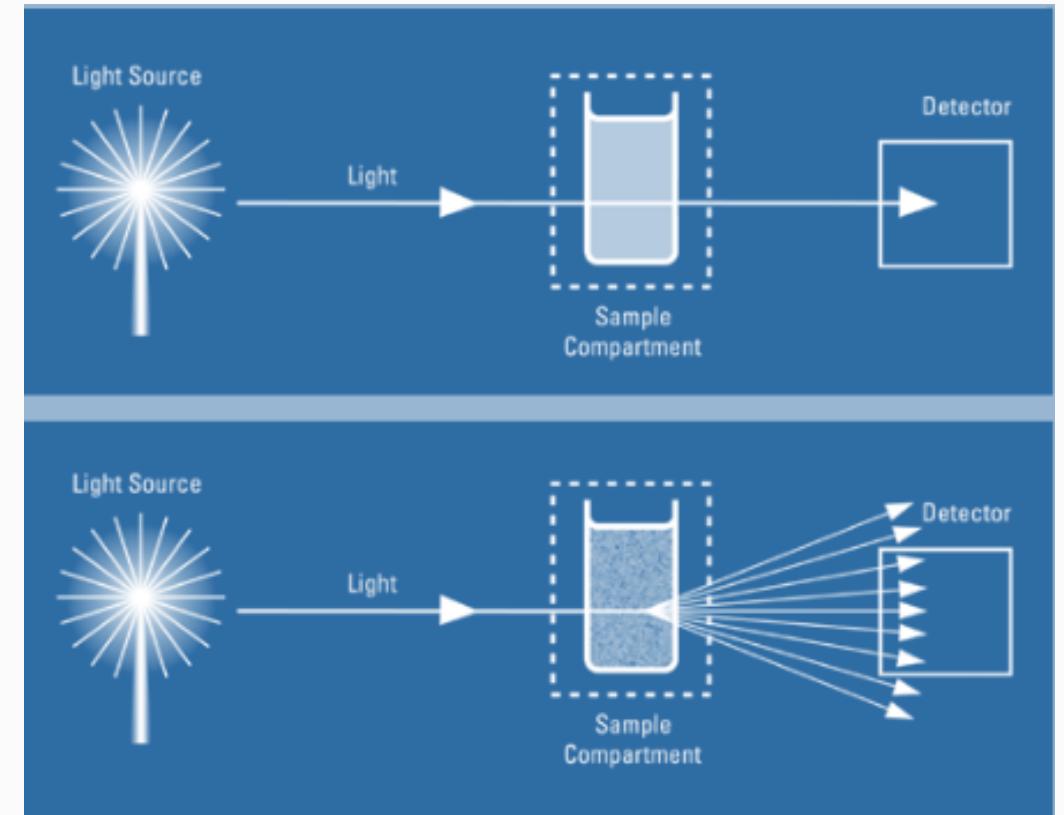 Light Source
Detector
Light
Sample
Compartment
Light Source
Detector
Light
Sample
Compartment